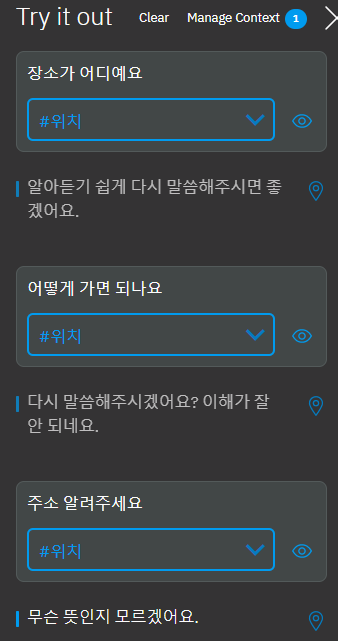 Try it out Clear Manage Context 1
장소가 어디예요
#위치
알아듣기 쉽게 다시 말씀해주시면 좋
겠어요.
어떻게 가면 되나요
#위치
다시 말씀해주시겠어요? 이해가 잘
안 되네요.
주소 알려주세요
#위치
무슨 뜻인지 모르겠어요.